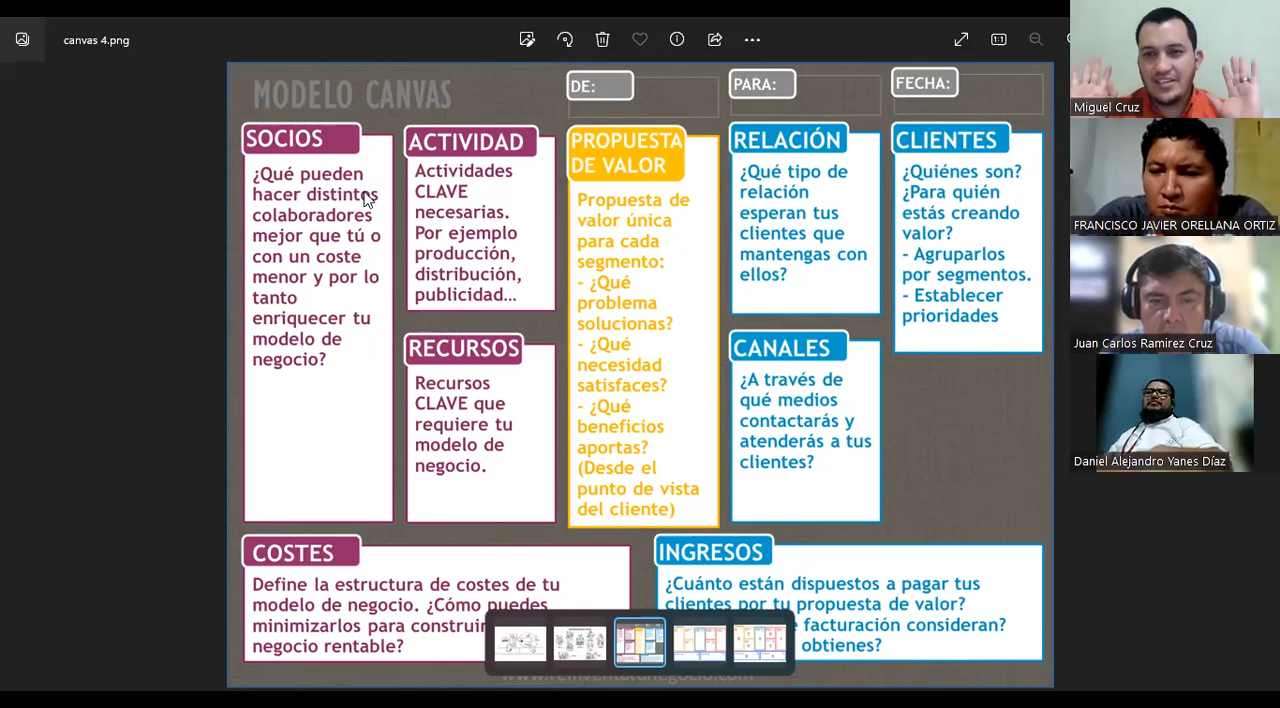 canvas 4.png
MODELO CANVAS
DE:
PARA:
FECHA:
SOCIOS
¿Qué pueden
hacer distintos
colaboradores
mejor que tú o
con un coste
menor y por lo
tanto
enriquecer tu
modelo de
negocio?
ACTIVIDAD
Actividades
CLAVE
necesarias.
Por ejemplo
producción,
distribución,
publicidad...
RECURSOS
Recursos
CLAVE que
requiere tu
modelo de
negocio.
PROPUESTA
DE VALOR
Propuesta de
valor única
para cada
segmento:
- ¿Qué
problema
solucionas?
- ¿Qué
necesidad
satisfaces?
- ¿Qué
beneficios
aportas?
(Desde el
punto de vista
del cliente)
RELACIÓN
¿Qué tipo de
relación
esperan tus
clientes que
mantengas con
ellos?
CANALES
¿A través de
qué medios
contactarás y
atenderás a tus
clientes?
CLIENTES
¿Quiénes son?
¿Para quién
estás creando
valor?
- Agruparlos
por segmentos.
- Establecer
prioridades
COSTES
Define la estructura de costes de tu
modelo de negocio. ¿Cómo puedes
minimizarlos para construir
negocio rentable?
INGRESOS
¿Cuánto están dispuestos a pagar tus
clientes por tu propuesta de valor?
facturación consideran?
obtienes?
Miguel Cruz
FRANCISCO JAVIER ORELLANA ORTIZ
Juan Carlos Ramirez Cruz
Daniel Alejandro Yanes Díaz